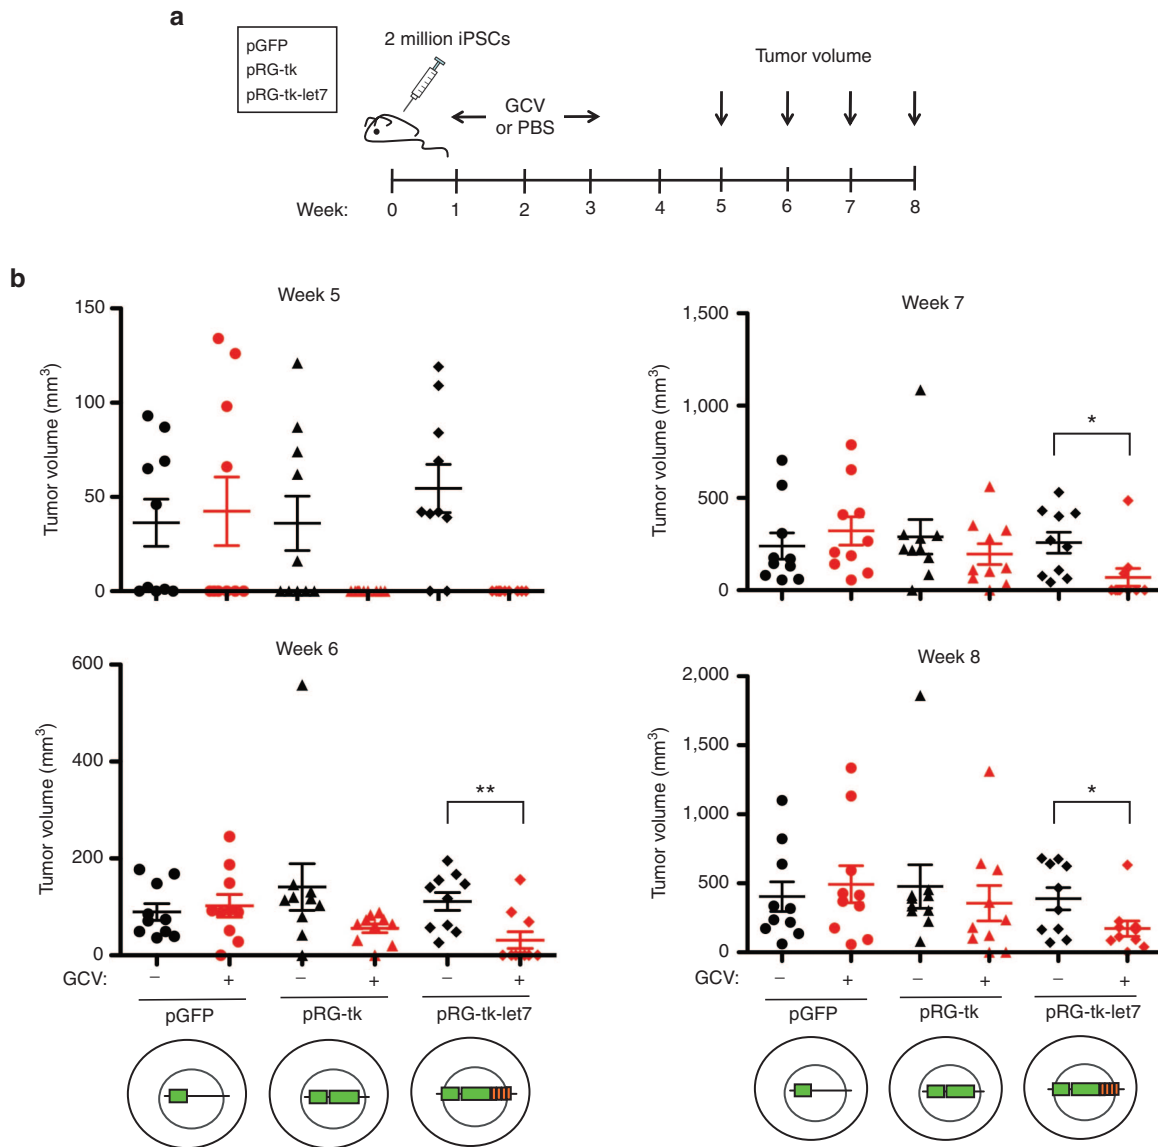 a
pGFP
pRG-tk
pRG-tk-let7
2 million iPSCs
GCV
or PBS
Tumor volume
Week:
0 1 2 3 4 5 6 7 8
b
Week 5
Tumor volume (mm³)
150
100
50
0
Week 7
Tumor volume (mm³)
1,500
1,000
500
0
*
Week 6
Tumor volume (mm³)
600
400
200
0
**
GCV: – + – + – +
pGFP pRG-tk pRG-tk-let7
Week 8
Tumor volume (mm³)
2,000
1,500
1,000
500
0
*
– + – + – +
pGFP pRG-tk pRG-tk-let7